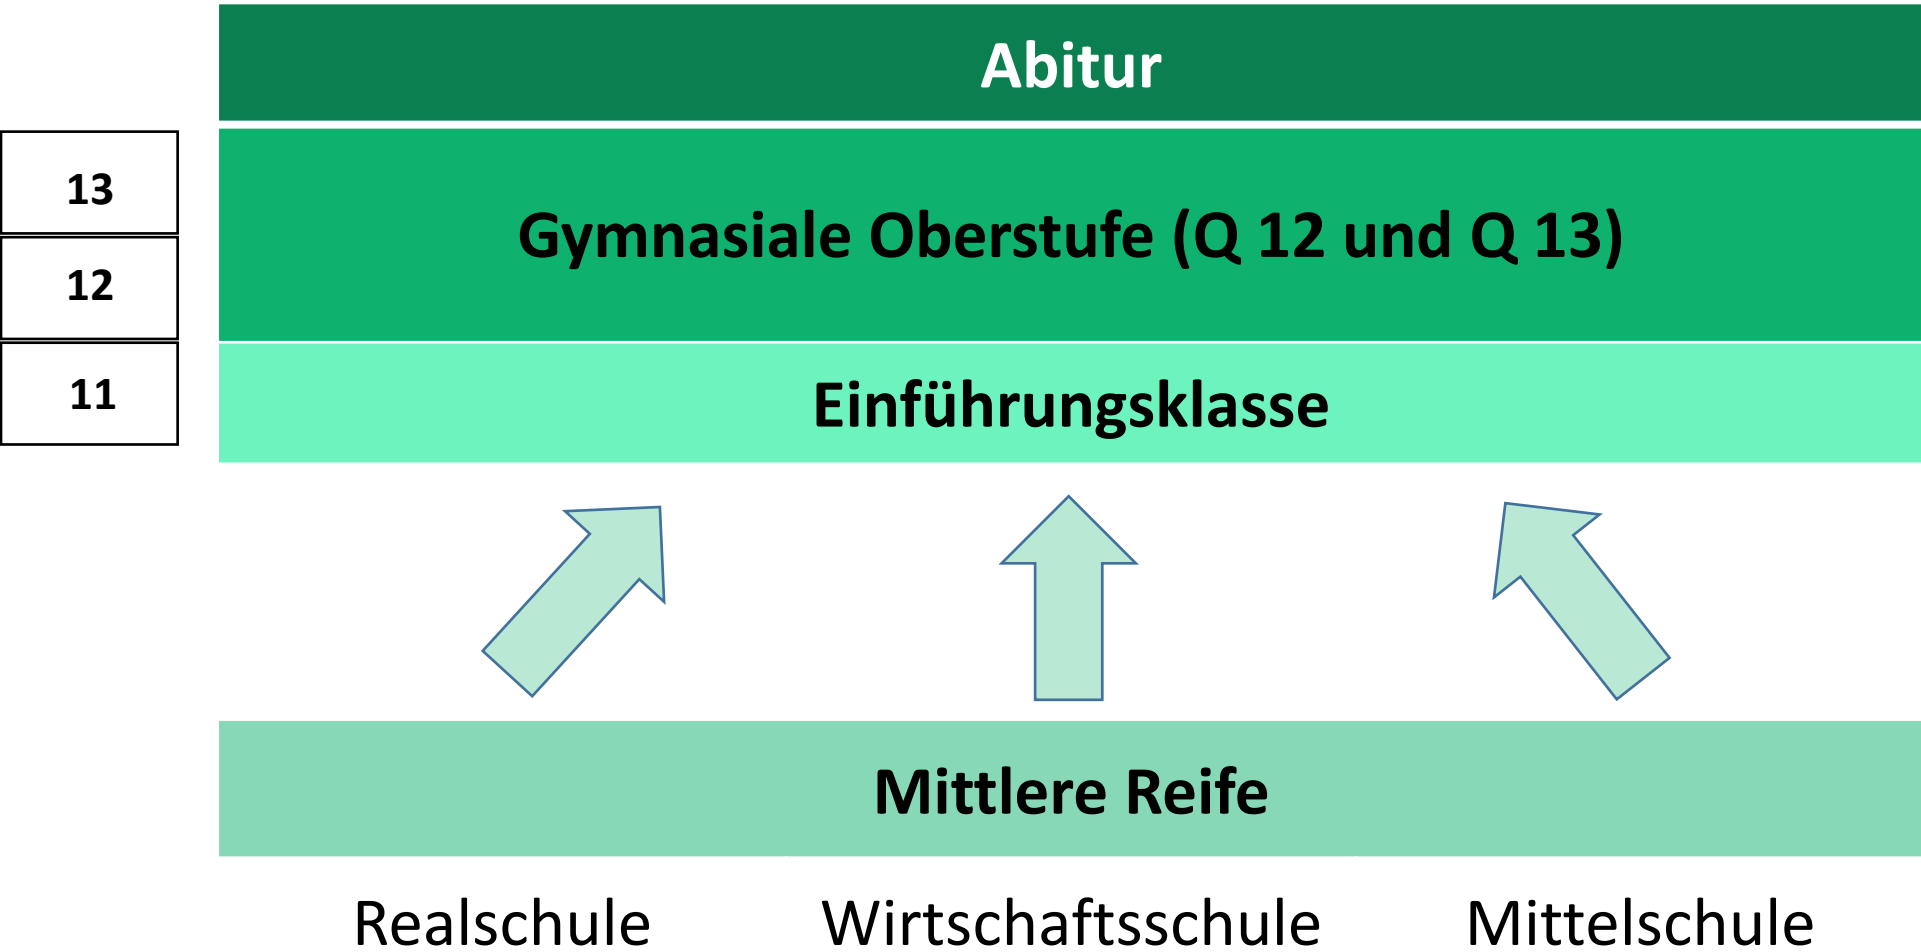 Abitur
13
Gymnasiale Oberstufe (Q 12 und Q 13)
12
11
Einführungsklasse
Mittlere Reife
Realschule
Wirtschaftsschule
Mittelschule